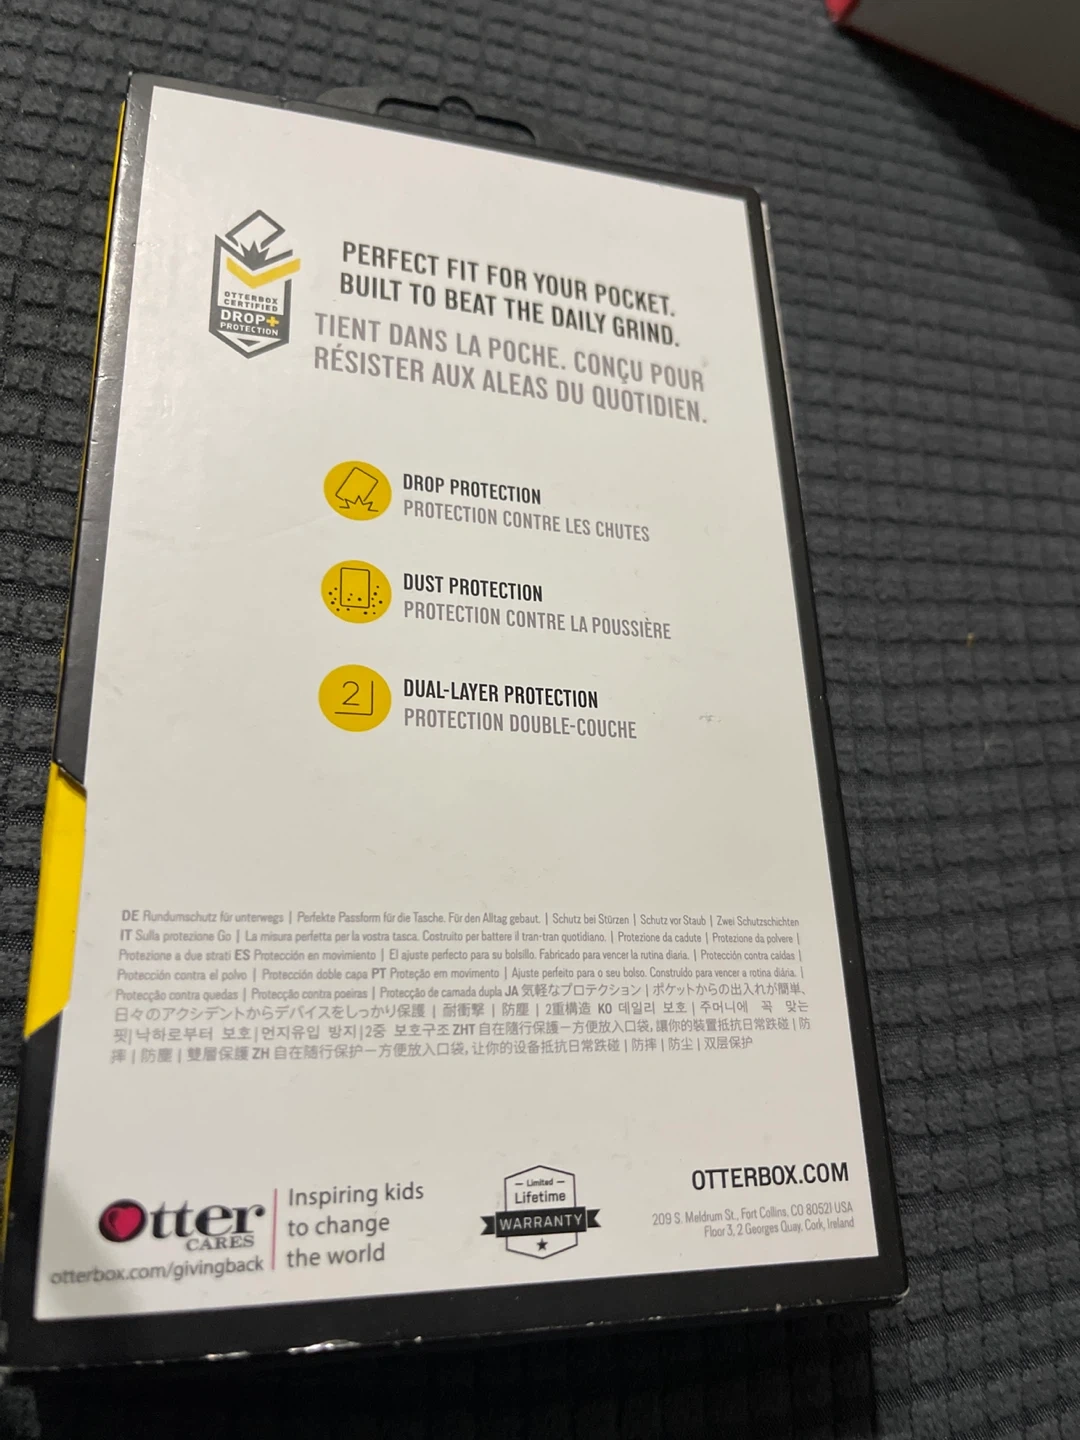 OTTERBOX
CERTIFIED
DROP+
PROTECTION
PERFECT FIT FOR YOUR POCKET.
BUILT TO BEAT THE DAILY GRIND.
TIENT DANS LA POCHE. CONÇU POUR
RÉSISTER AUX ALEAS DU QUOTIDIEN.
DROP PROTECTION
PROTECTION CONTRE LES CHUTES
DUST PROTECTION
PROTECTION CONTRE LA POUSSIÈRE
2
DUAL-LAYER PROTECTION
PROTECTION DOUBLE-COUCHE
DE Rundumschutz für unterwegs | Perfekte Passform für die Tasche. Für den Alltag gebaut. | Schutz bei Stürzen | Schutz vor Staub | Zwei Schutzschichten
IT Sulla protezione Go | La misura perfetta per la vostra tasca. Costruito per battere il tran-tran quotidiano. | Protezione da cadute | Protezione da polvere |
Protezione a due strati ES Protección en movimiento | El ajuste perfecto para su bolsillo. Fabricado para vencer la rutina diaria. | Protección contra caídas |
Protección contra el polvo | Protección doble capa PT Proteção em movimento | Ajuste perfeito para o seu bolso. Construído para vencer a rotina diária. |
Protecção contra quedas | Protecção contra poeiras | Protecção de camada dupla JA 気軽なプロテクション | ポケットからの出入れが簡単、
日々のアクシデントからデバイスをしっかり保護 | 耐衝撃 | 防塵 | 2重構造 KO 데일리 보호 | 주머니에 꼭 맞는
핏|낙하로부터 보호|먼지유입 방지|2중 보호구조 ZHT 自在隨行保護－方便放入口袋, 讓你的裝置抵抗日常跌碰 | 防
摔 | 防塵 | 雙層保護 ZH 自在随行保护－方便放入口袋, 让你的设备抵抗日常跌碰 | 防摔 | 防尘 | 双层保护
Otter
CARES
otterbox.com/givingback
Inspiring kids
to change
the world
Limited
Lifetime
WARRANTY
OTTERBOX.COM
209 S. Meldrum St., Fort Collins, CO 80521 USA
Floor 3, 2 Georges Quay, Cork, Ireland